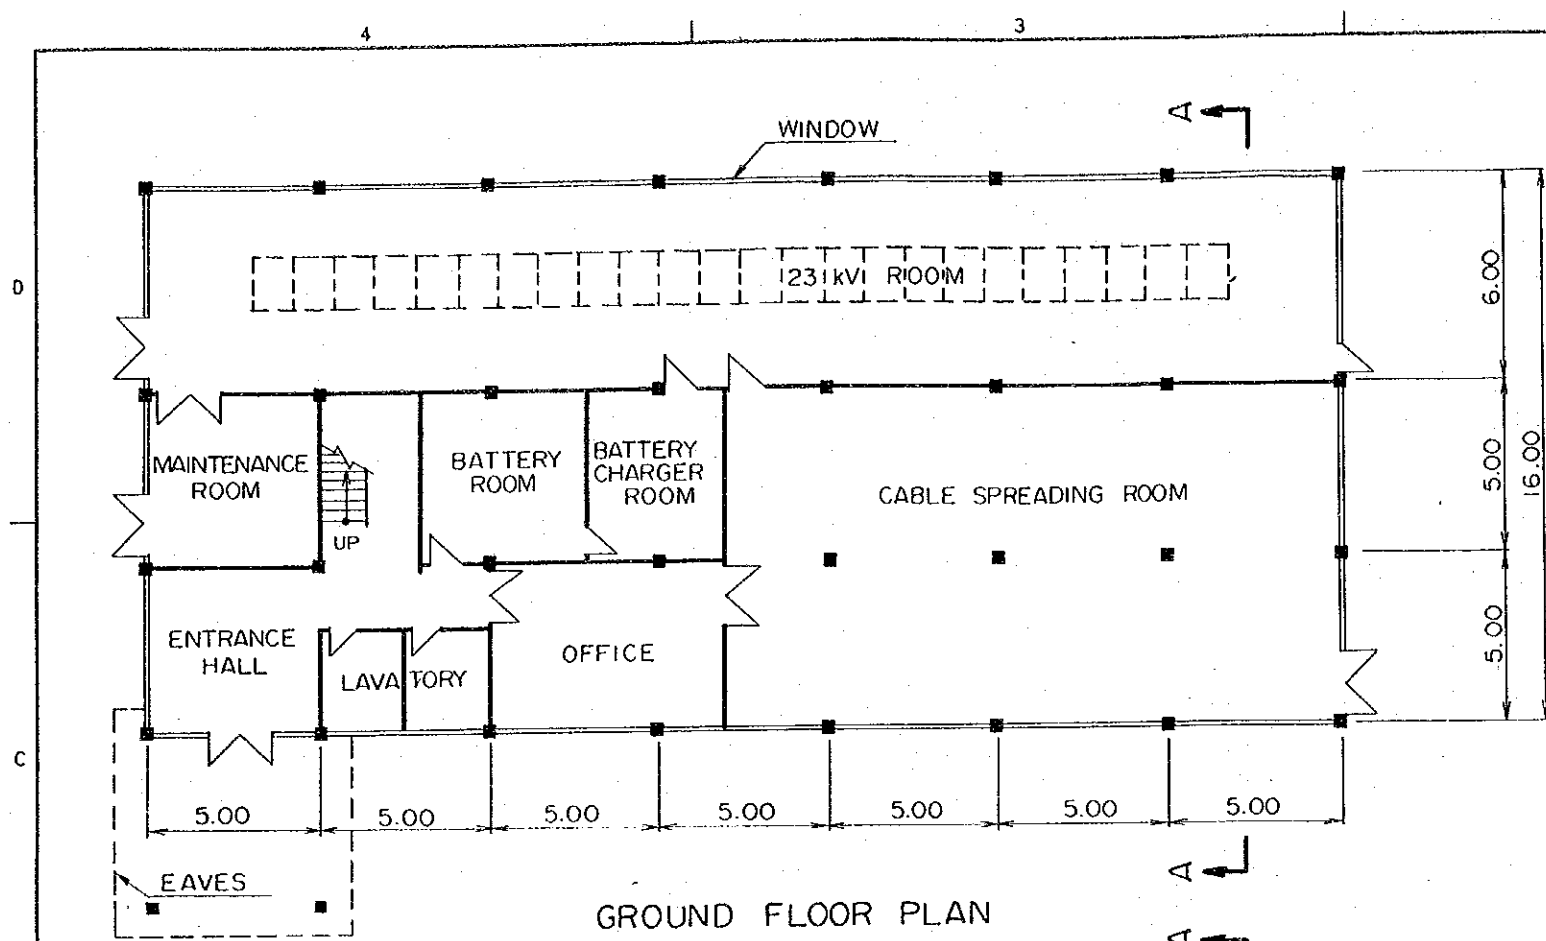 4
3
A
WINDOW
D
23 kV ROOM
6.00
MAINTENANCE
ROOM
BATTERY
ROOM
BATTERY
CHARGER
ROOM
CABLE SPREADING ROOM
5.00
16.00
UP
ENTRANCE
HALL
LAVATORY
OFFICE
5.00
C
5.00
5.00
5.00
5.00
5.00
5.00
5.00
EAVES
A
GROUND FLOOR PLAN
A